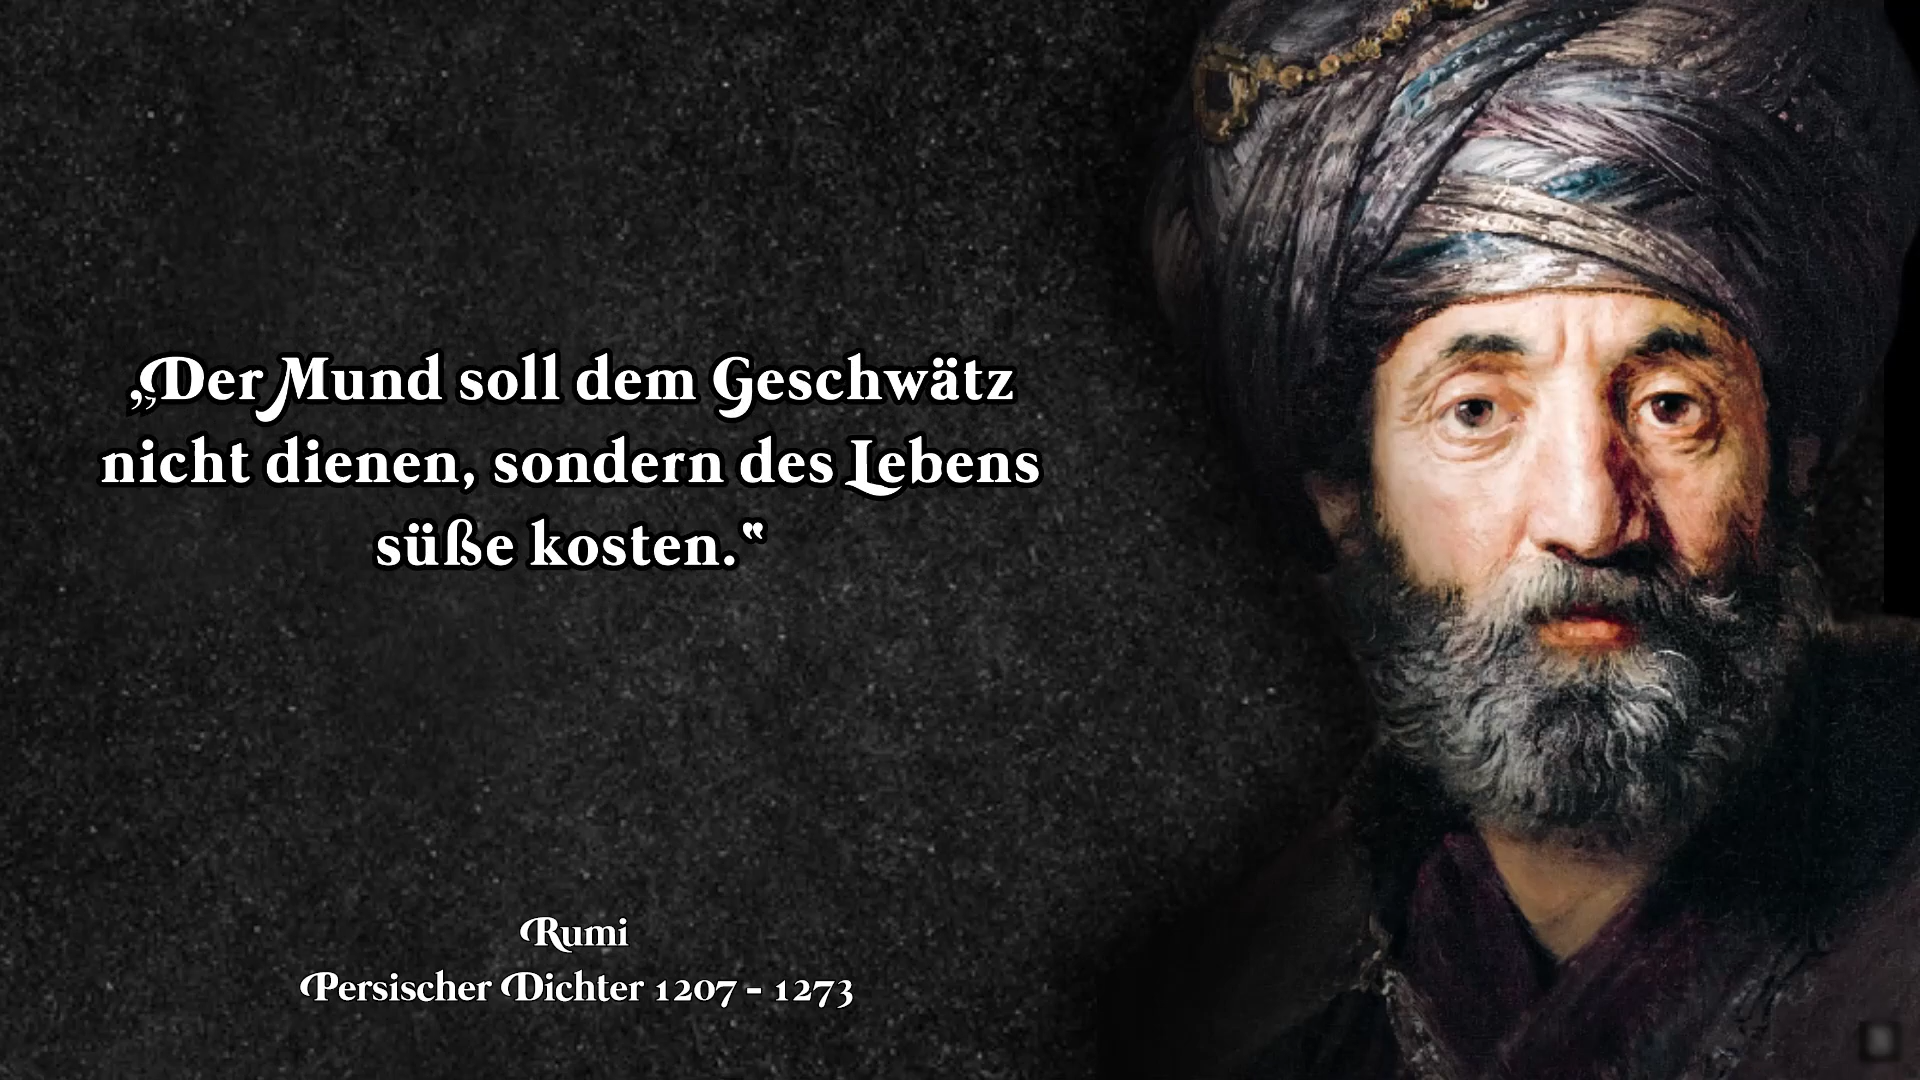 „Der Mund soll dem Geschwätz
nicht dienen, sondern des Lebens
süße kosten.“
Rumi
Persischer Dichter 1207 - 1273